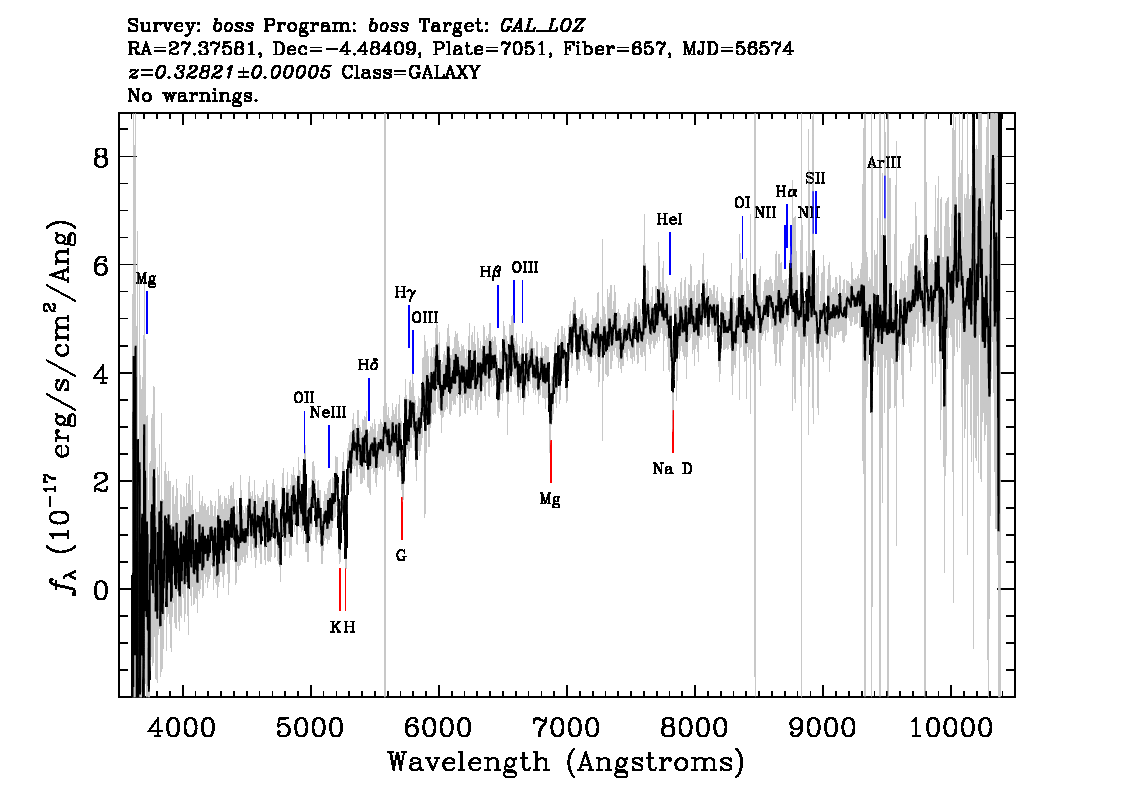 Survey: boss Program: boss Target: GAL_LOZ
RA=27.37581, Dec=−4.48409, Plate=7051, Fiber=657, MJD=56574
z=0.32821±0.00005 Class=GALAXY
No warnings.
8
6
4
2
0
f_λ (10^−17 erg/s/cm^2/Ang)
Mg
OII
NeIII
Hδ
Hγ
OIII
Hβ
OIII
HeI
OI
NII
Hα
NII
SII
ArIII
K H
G
Mg
Na D
4000 5000 6000 7000 8000 9000 10000
Wavelength (Angstroms)